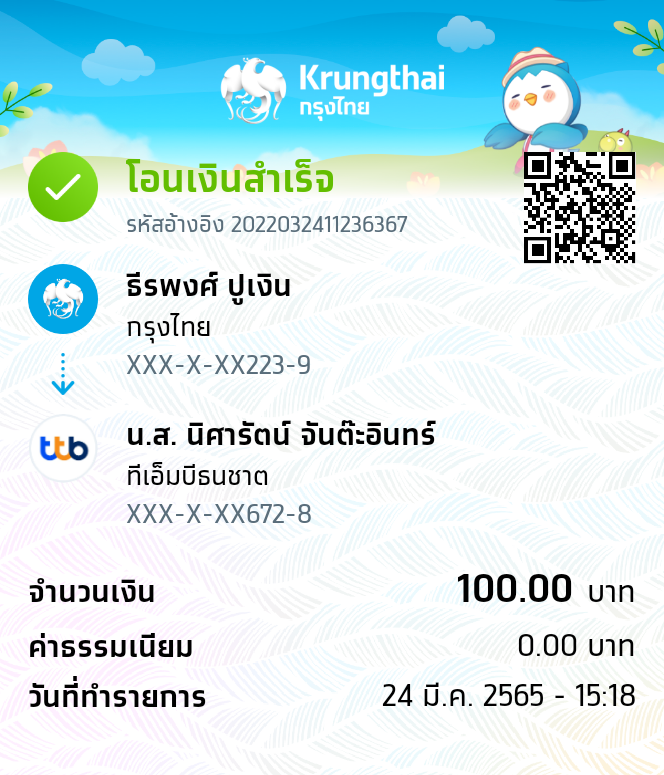 Krungthai
กรุงไทย
โอนเงินสำเร็จ
รหัสอ้างอิง 2022032411236367
ธีรพงศ์ ปูเงิน
กรุงไทย
XXX-X-XX223-9
ttb
น.ส. นิศารัตน์ จันต๊ะอินทร์
ทีเอ็มบีธนชาต
XXX-X-XX672-8
จำนวนเงิน 100.00 บาท
ค่าธรรมเนียม 0.00 บาท
วันที่ทำรายการ 24 มี.ค. 2565 - 15:18